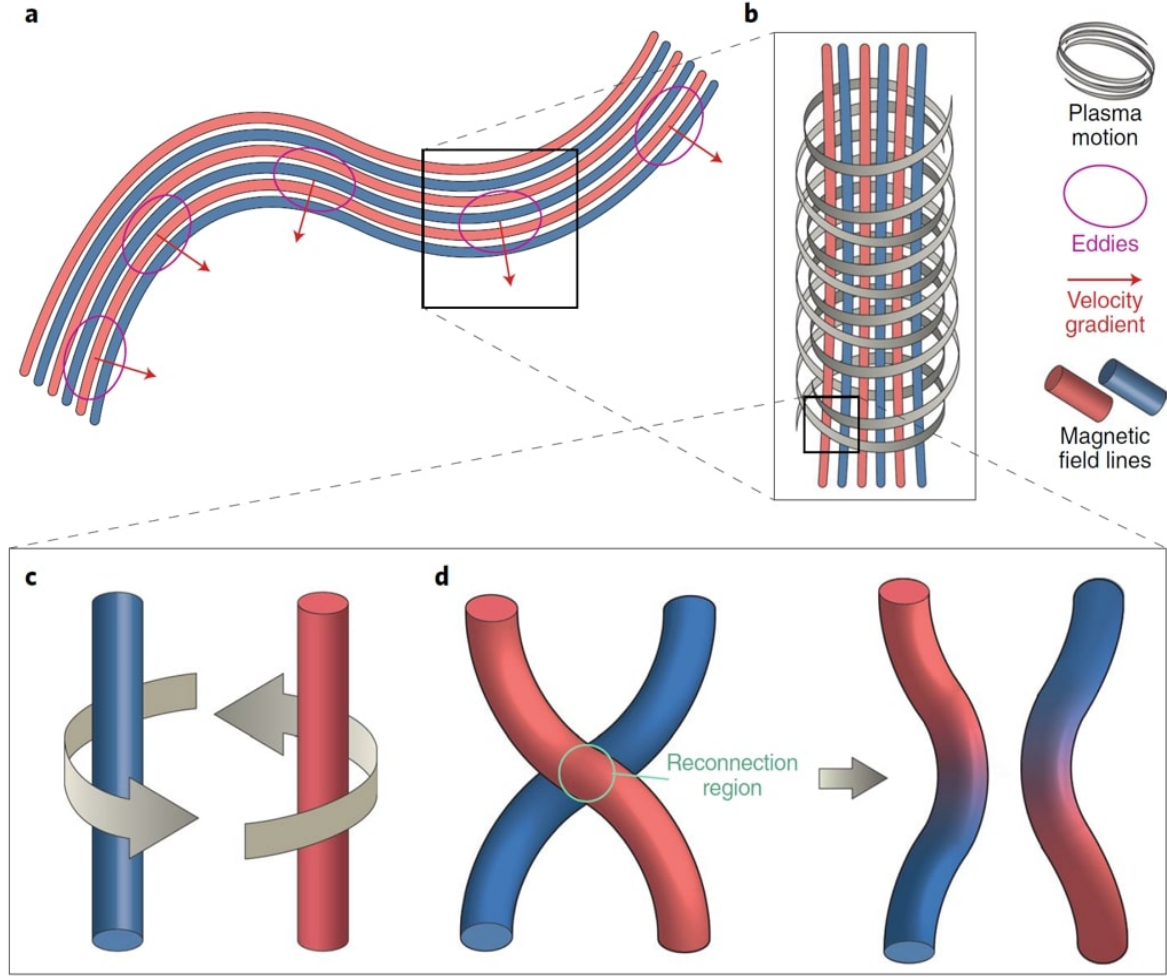 a
b
Plasma
motion
Eddies
Velocity
gradient
Magnetic
field lines
c
d
Reconnection
region